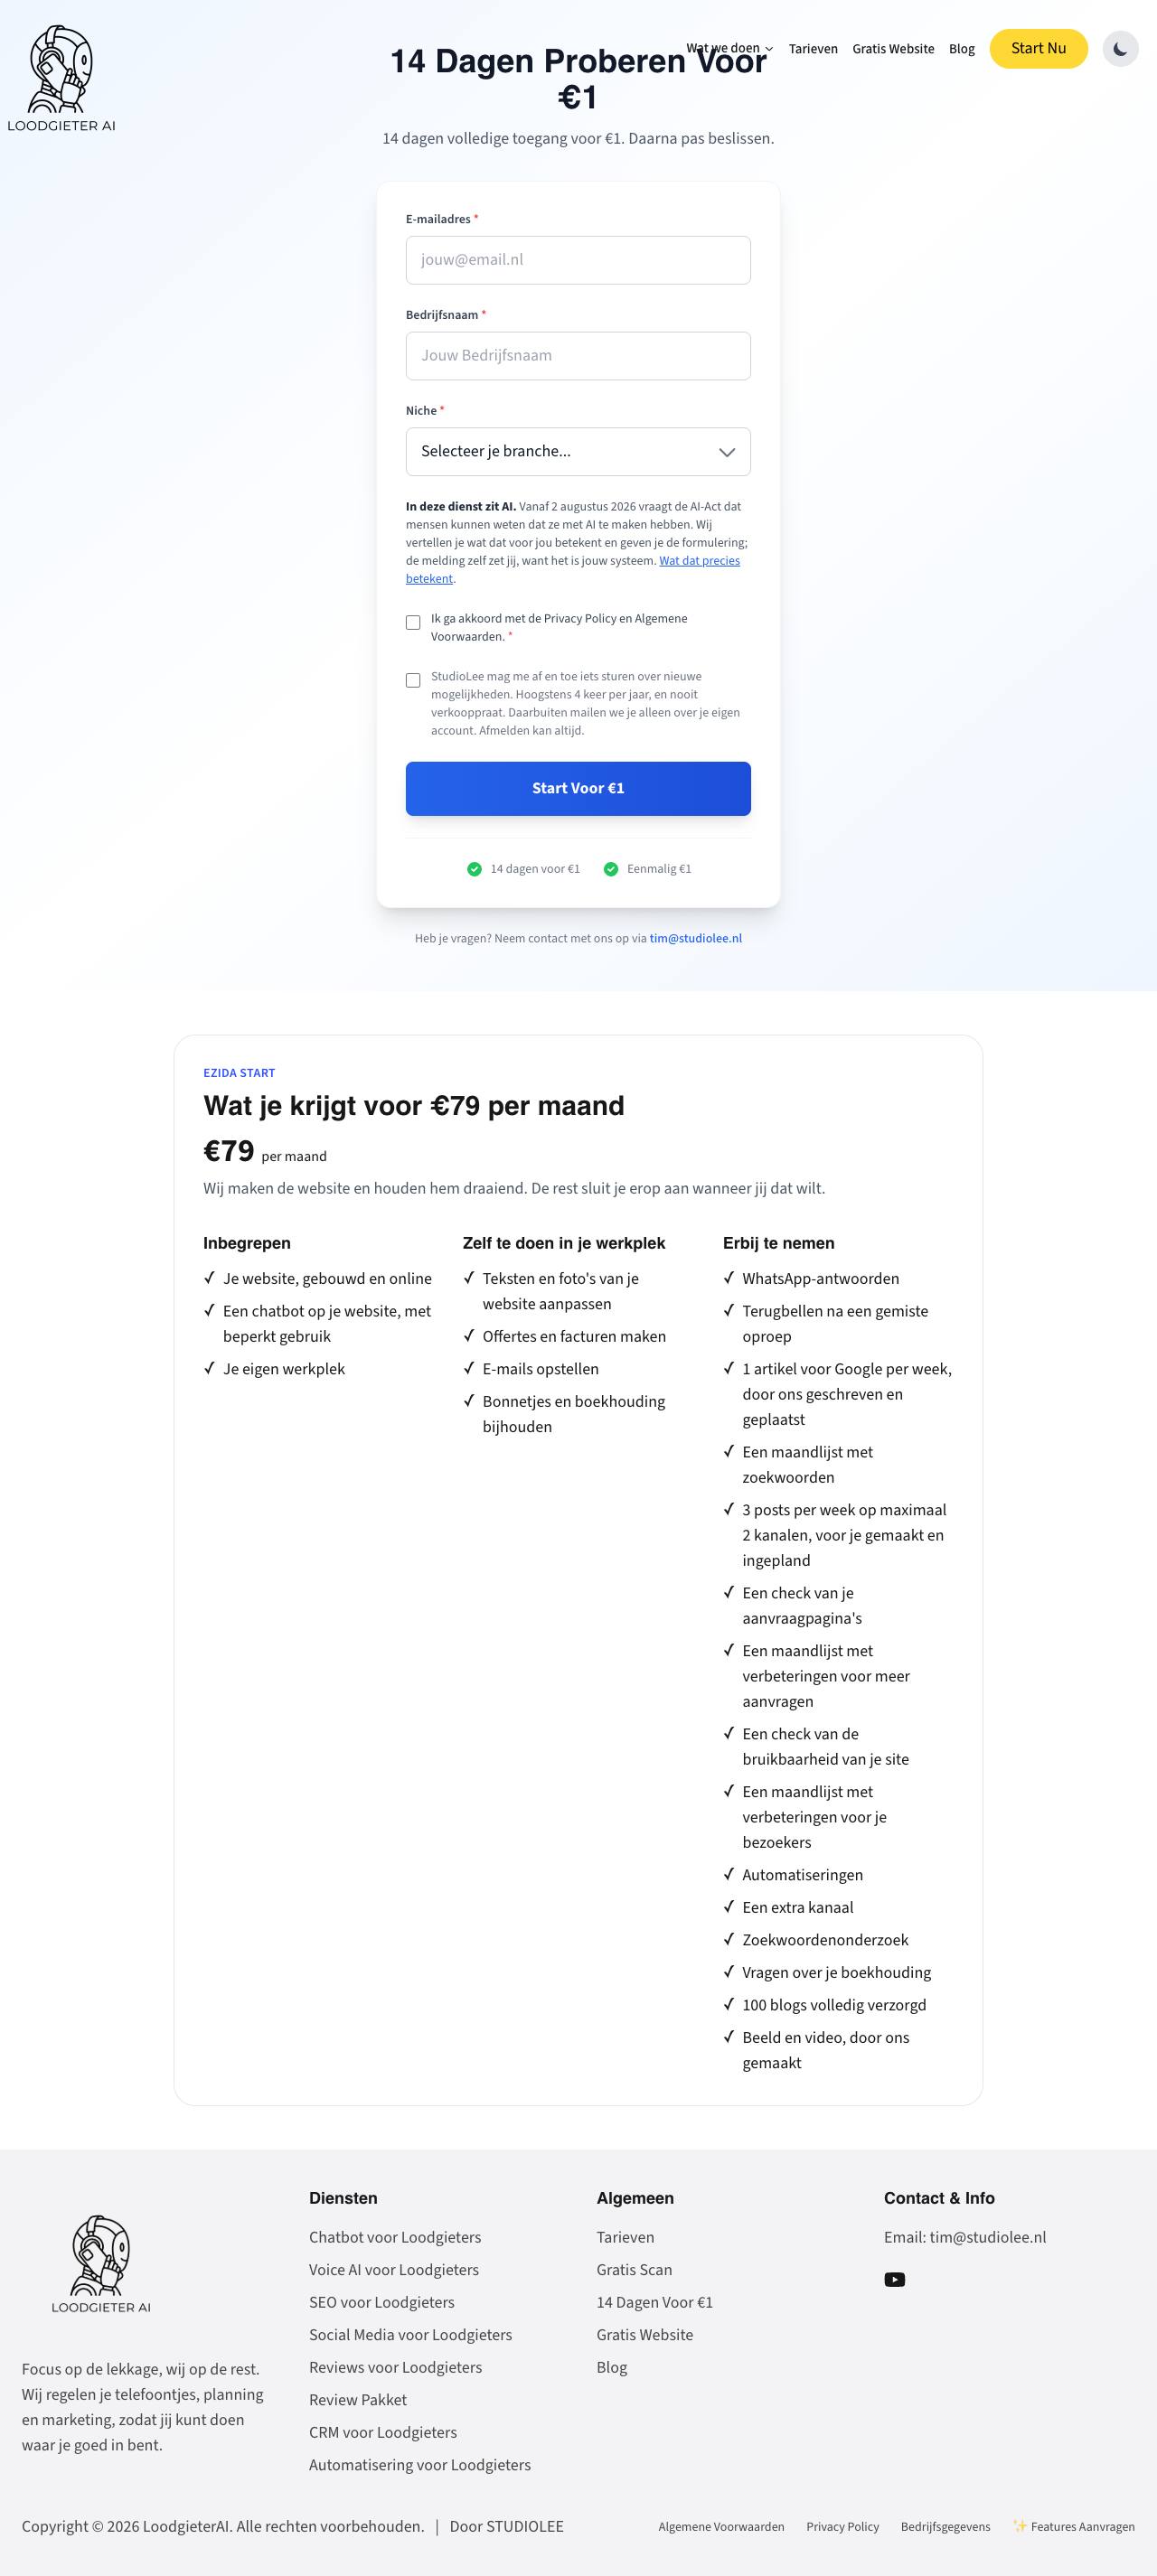 LOODGIETER AI
Wat we doen
Tarieven
Gratis Website
Blog
Start Nu
14 Dagen Proberen Voor
€1
14 dagen volledige toegang voor €1. Daarna pas beslissen.
E-mailadres *
jouw@email.nl
Bedrijfsnaam *
Jouw Bedrijfsnaam
Niche *
Selecteer je branche...
In deze dienst zit AI. Vanaf 2 augustus 2026 vraagt de AI-Act dat
mensen kunnen weten dat ze met AI te maken hebben. Wij
vertellen je wat dat voor jou betekent en geven je de formulering;
de melding zelf zet jij, want het is jouw systeem. Wat dat precies
betekent.
Ik ga akkoord met de Privacy Policy en Algemene
Voorwaarden. *
StudioLee mag me af en toe iets sturen over nieuwe
mogelijkheden. Hoogstens 4 keer per jaar, en nooit
verkooppraat. Daarbuiten mailen we je alleen over je eigen
account. Afmelden kan altijd.
Start Voor €1
14 dagen voor €1
Eenmalig €1
Heb je vragen? Neem contact met ons op via tim@studiolee.nl
EZIDA START
Wat je krijgt voor €79 per maand
€79 per maand
Wij maken de website en houden hem draaiend. De rest sluit je erop aan wanneer jij dat wilt.
Inbegrepen
✓ Je website, gebouwd en online
✓ Een chatbot op je website, met
beperkt gebruik
✓ Je eigen werkplek
Zelf te doen in je werkplek
✓ Teksten en foto's van je
website aanpassen
✓ Offertes en facturen maken
✓ E-mails opstellen
✓ Bonnetjes en boekhouding
bijhouden
Erbij te nemen
✓ WhatsApp-antwoorden
✓ Terugbellen na een gemiste
oproep
✓ 1 artikel voor Google per week,
door ons geschreven en
geplaatst
✓ Een maandlijst met
zoekwoorden
✓ 3 posts per week op maximaal
2 kanalen, voor je gemaakt en
ingepland
✓ Een check van je
aanvraagpagina's
✓ Een maandlijst met
verbeteringen voor meer
aanvragen
✓ Een check van de
bruikbaarheid van je site
✓ Een maandlijst met
verbeteringen voor je
bezoekers
✓ Automatiseringen
✓ Een extra kanaal
✓ Zoekwoordenonderzoek
✓ Vragen over je boekhouding
✓ 100 blogs volledig verzorgd
✓ Beeld en video, door ons
gemaakt
LOODGIETER AI
Focus op de lekkage, wij op de rest.
Wij regelen je telefoontjes, planning
en marketing, zodat jij kunt doen
waar je goed in bent.
Diensten
Chatbot voor Loodgieters
Voice AI voor Loodgieters
SEO voor Loodgieters
Social Media voor Loodgieters
Reviews voor Loodgieters
Review Pakket
CRM voor Loodgieters
Automatisering voor Loodgieters
Algemeen
Tarieven
Gratis Scan
14 Dagen Voor €1
Gratis Website
Blog
Contact & Info
Email: tim@studiolee.nl
Copyright © 2026 LoodgieterAI. Alle rechten voorbehouden. | Door STUDIOLEE
Algemene Voorwaarden
Privacy Policy
Bedrijfsgegevens
✨ Features Aanvragen